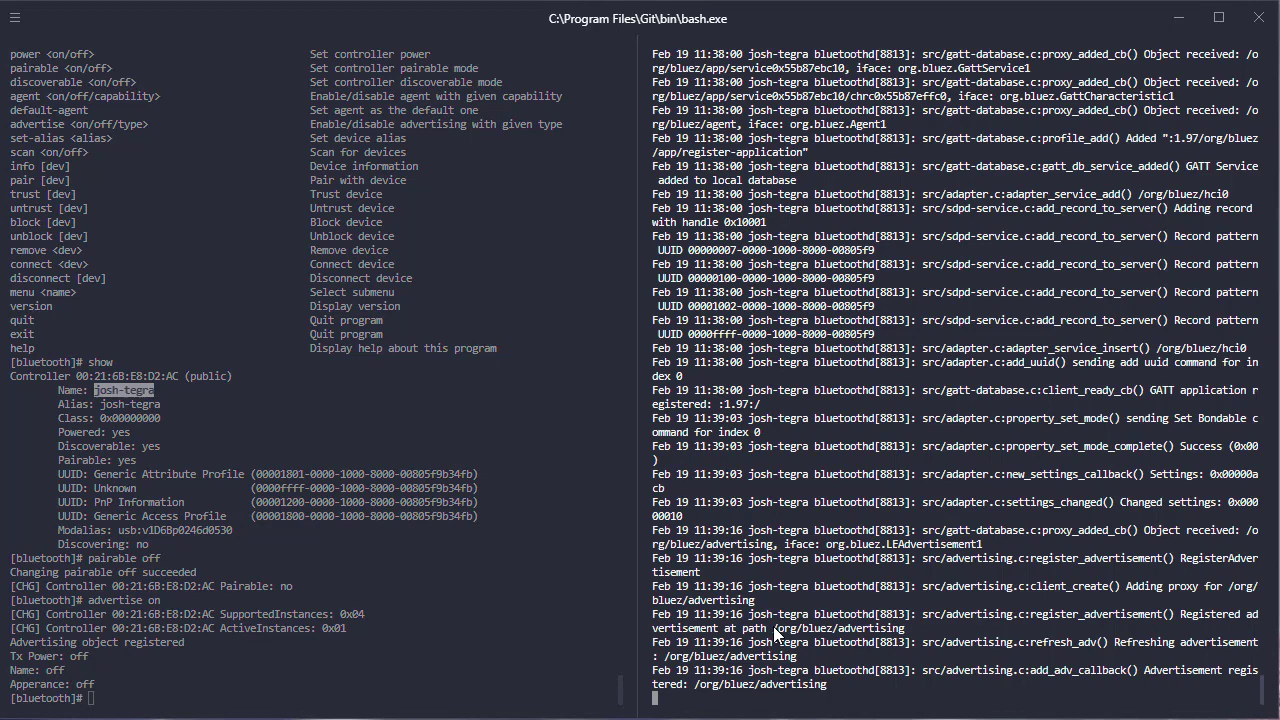 C:\Program Files\Git\bin\bash.exe
power <on/off> Set controller power
pairable <on/off> Set controller pairable mode
discoverable <on/off> Set controller discoverable mode
agent <on/off/capability> Enable/disable agent with given capability
default-agent Set agent as the default one
advertise <on/off/type> Enable/disable advertising with given type
set-alias <alias> Set device alias
scan <on/off> Scan for devices
info [dev] Device information
pair [dev] Pair with device
trust [dev] Trust device
untrust [dev] Untrust device
block [dev] Block device
unblock [dev] Unblock device
remove <dev> Remove device
connect <dev> Connect device
disconnect [dev] Disconnect device
menu <name> Select submenu
version Display version
quit Quit program
exit Quit program
help Display help about this program
[bluetooth]# show
Controller 00:21:6B:E8:D2:AC (public)
Name: josh-tegra
Alias: josh-tegra
Class: 0x00000000
Powered: yes
Discoverable: yes
Pairable: yes
UUID: Generic Attribute Profile (00001801-0000-1000-8000-00805f9b34fb)
UUID: Unknown (0000ffff-0000-1000-8000-00805f9b34fb)
UUID: PnP Information (00001200-0000-1000-8000-00805f9b34fb)
UUID: Generic Access Profile (00001800-0000-1000-8000-00805f9b34fb)
Modalias: usb:v1D6Bp0246d0530
Discovering: no
[bluetooth]# pairable off
Changing pairable off succeeded
[CHG] Controller 00:21:6B:E8:D2:AC Pairable: no
[bluetooth]# advertise on
[CHG] Controller 00:21:6B:E8:D2:AC SupportedInstances: 0x04
[CHG] Controller 00:21:6B:E8:D2:AC ActiveInstances: 0x01
Advertising object registered
Tx Power: off
Name: off
Apperance: off
[bluetooth]#
Feb 19 11:38:00 josh-tegra bluetoothd[8813]: src/gatt-database.c:proxy_added_cb() Object received: /o
rg/bluez/app/service0x55b87ebc10, iface: org.bluez.GattService1
Feb 19 11:38:00 josh-tegra bluetoothd[8813]: src/gatt-database.c:proxy_added_cb() Object received: /o
rg/bluez/app/service0x55b87ebc10/chrc0x55b87effc0, iface: org.bluez.GattCharacteristic1
Feb 19 11:38:00 josh-tegra bluetoothd[8813]: src/gatt-database.c:proxy_added_cb() Object received: /o
rg/bluez/agent, iface: org.bluez.Agent1
Feb 19 11:38:00 josh-tegra bluetoothd[8813]: src/gatt-database.c:profile_add() Added ":1.97/org/bluez
/app/register-application"
Feb 19 11:38:00 josh-tegra bluetoothd[8813]: src/gatt-database.c:gatt_db_service_added() GATT Service
added to local database
Feb 19 11:38:00 josh-tegra bluetoothd[8813]: src/adapter.c:adapter_service_add() /org/bluez/hci0
Feb 19 11:38:00 josh-tegra bluetoothd[8813]: src/sdpd-service.c:add_record_to_server() Adding record
with handle 0x10001
Feb 19 11:38:00 josh-tegra bluetoothd[8813]: src/sdpd-service.c:add_record_to_server() Record pattern
UUID 00000007-0000-1000-8000-00805f9
Feb 19 11:38:00 josh-tegra bluetoothd[8813]: src/sdpd-service.c:add_record_to_server() Record pattern
UUID 00000100-0000-1000-8000-00805f9
Feb 19 11:38:00 josh-tegra bluetoothd[8813]: src/sdpd-service.c:add_record_to_server() Record pattern
UUID 00001002-0000-1000-8000-00805f9
Feb 19 11:38:00 josh-tegra bluetoothd[8813]: src/sdpd-service.c:add_record_to_server() Record pattern
UUID 0000ffff-0000-1000-8000-00805f9
Feb 19 11:38:00 josh-tegra bluetoothd[8813]: src/adapter.c:adapter_service_insert() /org/bluez/hci0
Feb 19 11:38:00 josh-tegra bluetoothd[8813]: src/adapter.c:add_uuid() sending add uuid command for in
dex 0
Feb 19 11:38:00 josh-tegra bluetoothd[8813]: src/gatt-database.c:client_ready_cb() GATT application r
egistered: :1.97:/
Feb 19 11:39:03 josh-tegra bluetoothd[8813]: src/adapter.c:property_set_mode() sending Set Bondable c
ommand for index 0
Feb 19 11:39:03 josh-tegra bluetoothd[8813]: src/adapter.c:property_set_mode_complete() Success (0x00
)
Feb 19 11:39:03 josh-tegra bluetoothd[8813]: src/adapter.c:new_settings_callback() Settings: 0x00000a
cb
Feb 19 11:39:03 josh-tegra bluetoothd[8813]: src/adapter.c:settings_changed() Changed settings: 0x000
00010
Feb 19 11:39:16 josh-tegra bluetoothd[8813]: src/gatt-database.c:proxy_added_cb() Object received: /o
rg/bluez/advertising, iface: org.bluez.LEAdvertisement1
Feb 19 11:39:16 josh-tegra bluetoothd[8813]: src/advertising.c:register_advertisement() RegisterAdver
tisement
Feb 19 11:39:16 josh-tegra bluetoothd[8813]: src/advertising.c:client_create() Adding proxy for /org/
bluez/advertising
Feb 19 11:39:16 josh-tegra bluetoothd[8813]: src/advertising.c:register_advertisement() Registered ad
vertisement at path /org/bluez/advertising
Feb 19 11:39:16 josh-tegra bluetoothd[8813]: src/advertising.c:refresh_adv() Refreshing advertisement
: /org/bluez/advertising
Feb 19 11:39:16 josh-tegra bluetoothd[8813]: src/advertising.c:add_adv_callback() Advertisement regis
tered: /org/bluez/advertising